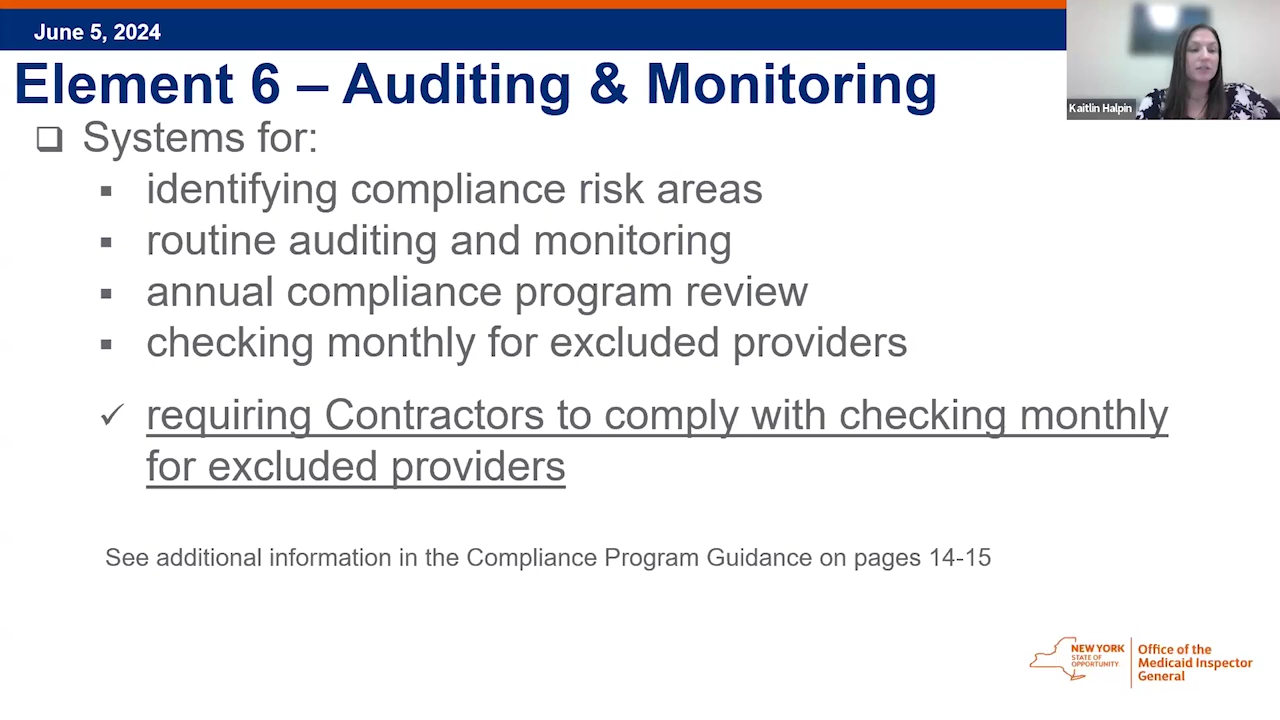 June 5, 2024
Kaitlin Halpin
Element 6 – Auditing & Monitoring
❑ Systems for:
▪ identifying compliance risk areas
▪ routine auditing and monitoring
▪ annual compliance program review
▪ checking monthly for excluded providers
✓ requiring Contractors to comply with checking monthly
for excluded providers
See additional information in the Compliance Program Guidance on pages 14-15
NEW YORK
STATE OF
OPPORTUNITY.
Office of the
Medicaid Inspector
General